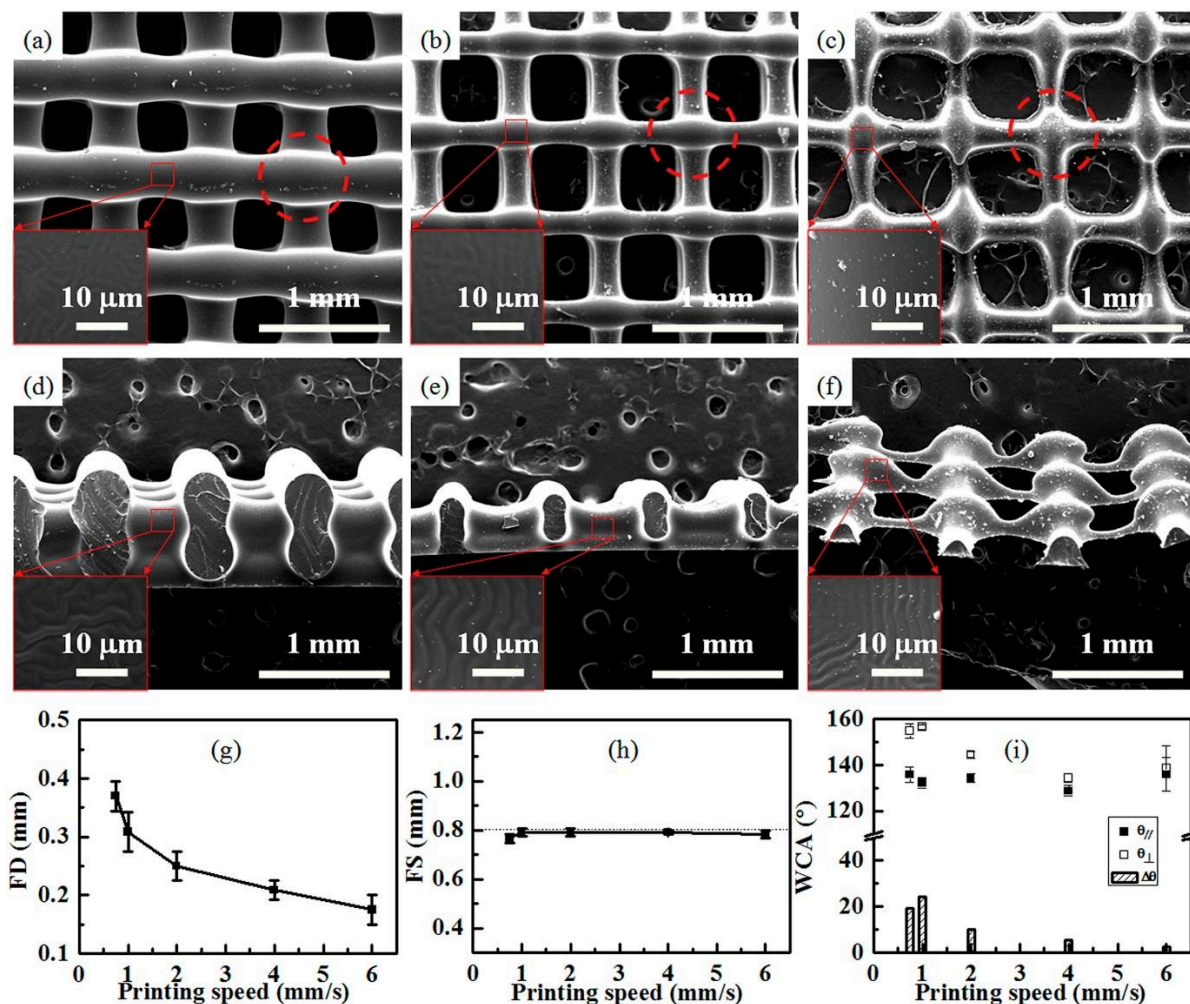 (a)
10 μm
1 mm
(b)
10 μm
1 mm
(c)
10 μm
1 mm
(d)
10 μm
1 mm
(e)
10 μm
1 mm
(f)
10 μm
1 mm
(g)
FD (mm)
0.5
0.4
0.3
0.2
0.1
0 1 2 3 4 5 6
Printing speed (mm/s)
(h)
FS (mm)
1.2
1.0
0.8
0.6
0.4
0 1 2 3 4 5 6
Printing speed (mm/s)
(i)
WCA (°)
160
130
100
40
20
0
θ//
θ⊥
Δθ
0 1 2 3 4 5 6
Printing speed (mm/s)